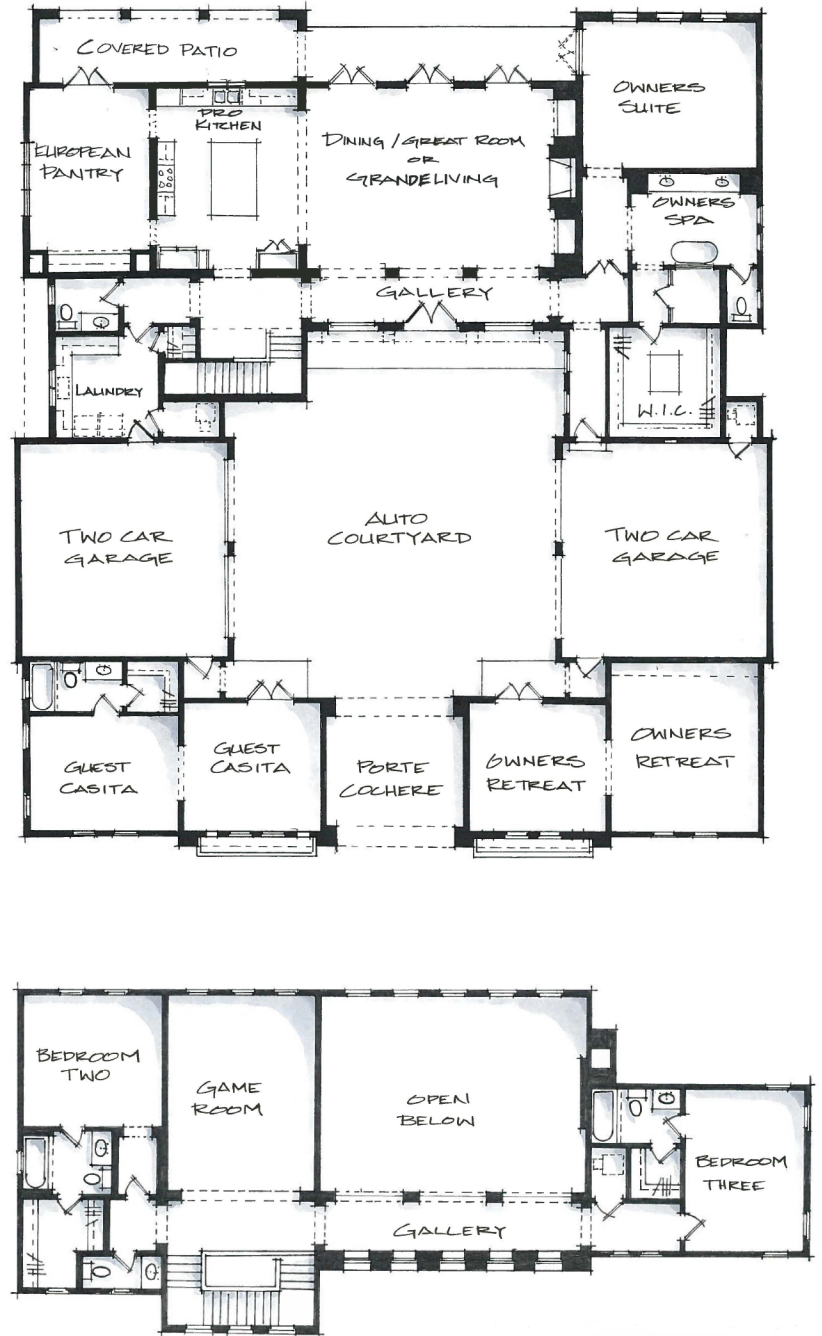 COVERED PATIO
OWNERS
SUITE
PRO
KITCHEN
EUROPEAN
PANTRY
DINING / GREAT ROOM
OR
GRANDE LIVING
OWNERS
SPA
GALLERY
LAUNDRY
W.I.C.
TWO CAR
GARAGE
AUTO
COURTYARD
TWO CAR
GARAGE
GUEST
CASITA
GUEST
CASITA
PORTE
COCHERE
OWNERS
RETREAT
OWNERS
RETREAT
BEDROOM
TWO
GAME
ROOM
OPEN
BELOW
BEDROOM
THREE
GALLERY